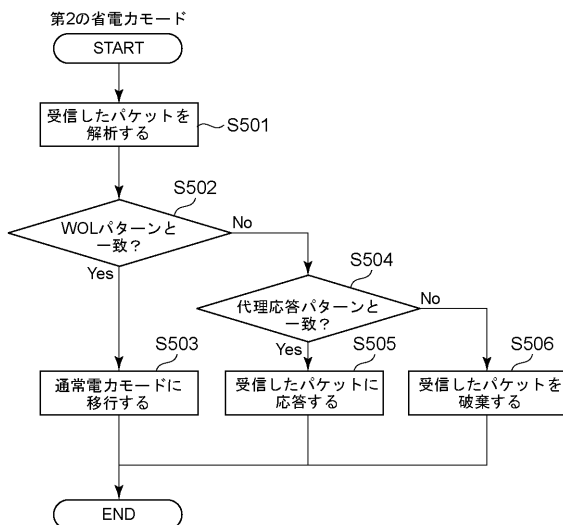 第2の省電力モード
START
受信したパケットを
解析する
S501
S502
WOLパターンと
一致?
No
Yes
S504
代理応答パターンと
一致?
No
Yes
S503
通常電力モードに
移行する
S505
受信したパケットに
応答する
S506
受信したパケットを
破棄する
END